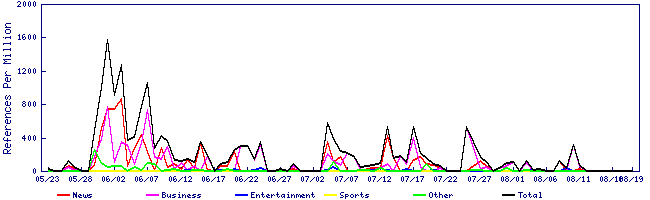 2000
1600
1200
800
400
0
References Per Million
05/23 05/28 06/02 06/07 06/12 06/17 06/22 06/27 07/02 07/07 07/12 07/17 07/22 07/27 08/01 08/06 08/11 08/16 08/19
News Business Entertainment Sports Other Total